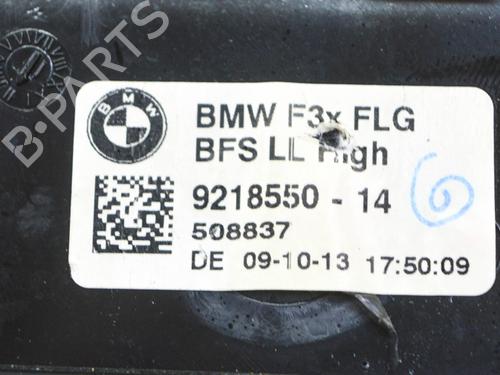 BMW
BMW F3x FLG
BFS LL High
9218550 - 14
508837
DE 09-10-13 17:50:09
6
B-PARTS